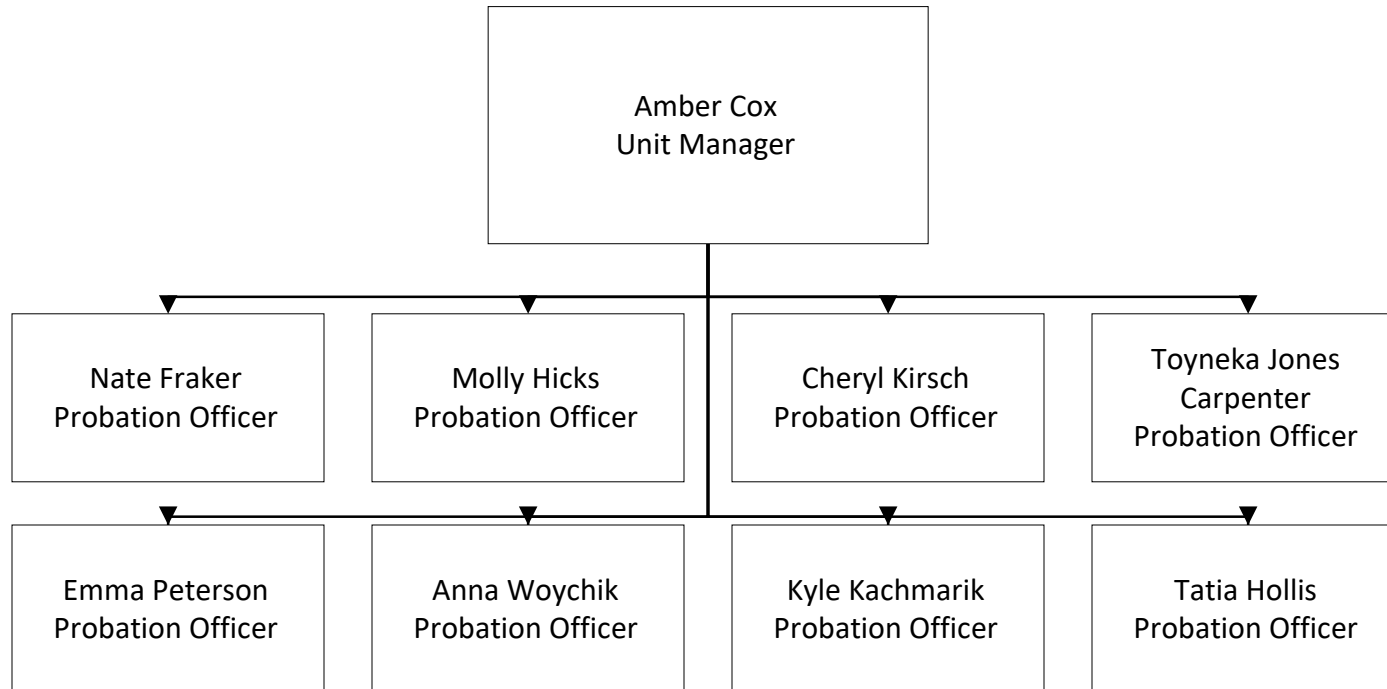 Amber Cox
Unit Manager
Nate Fraker
Probation Officer
Molly Hicks
Probation Officer
Cheryl Kirsch
Probation Officer
Toyneka Jones
Carpenter
Probation Officer
Emma Peterson
Probation Officer
Anna Woychik
Probation Officer
Kyle Kachmarik
Probation Officer
Tatia Hollis
Probation Officer